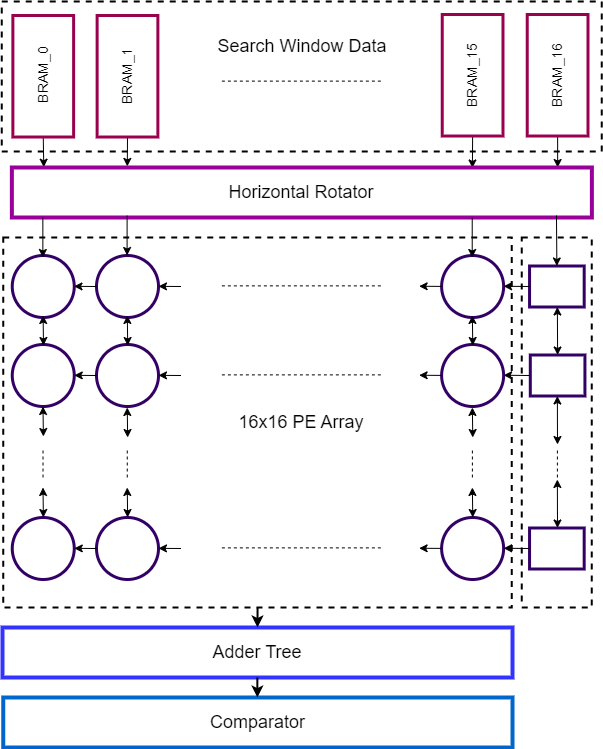 Search Window Data
BRAM_0
BRAM_1
BRAM_15
BRAM_16
Horizontal Rotator
16x16 PE Array
Adder Tree
Comparator